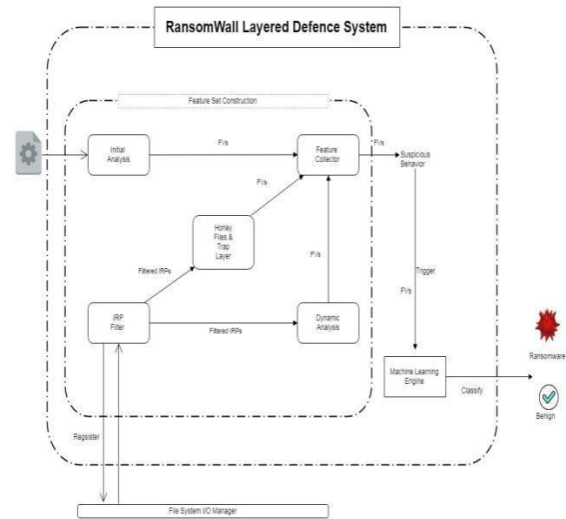 RansomWall Layered Defence System
Feature Set Construction
Initial
Analysis
FVs
Feature
Collector
FVs
Suspicious
Behavior
FVs
Honey
Files &
Trap
Layer
FVs
Filtered IRPs
Trigger
FVs
IRP
Filter
Filtered IRPs
Dynamic
Analysis
Ransomware
Machine Learning
Engine
Classify
Benign
Regsister
File System I/O Manager